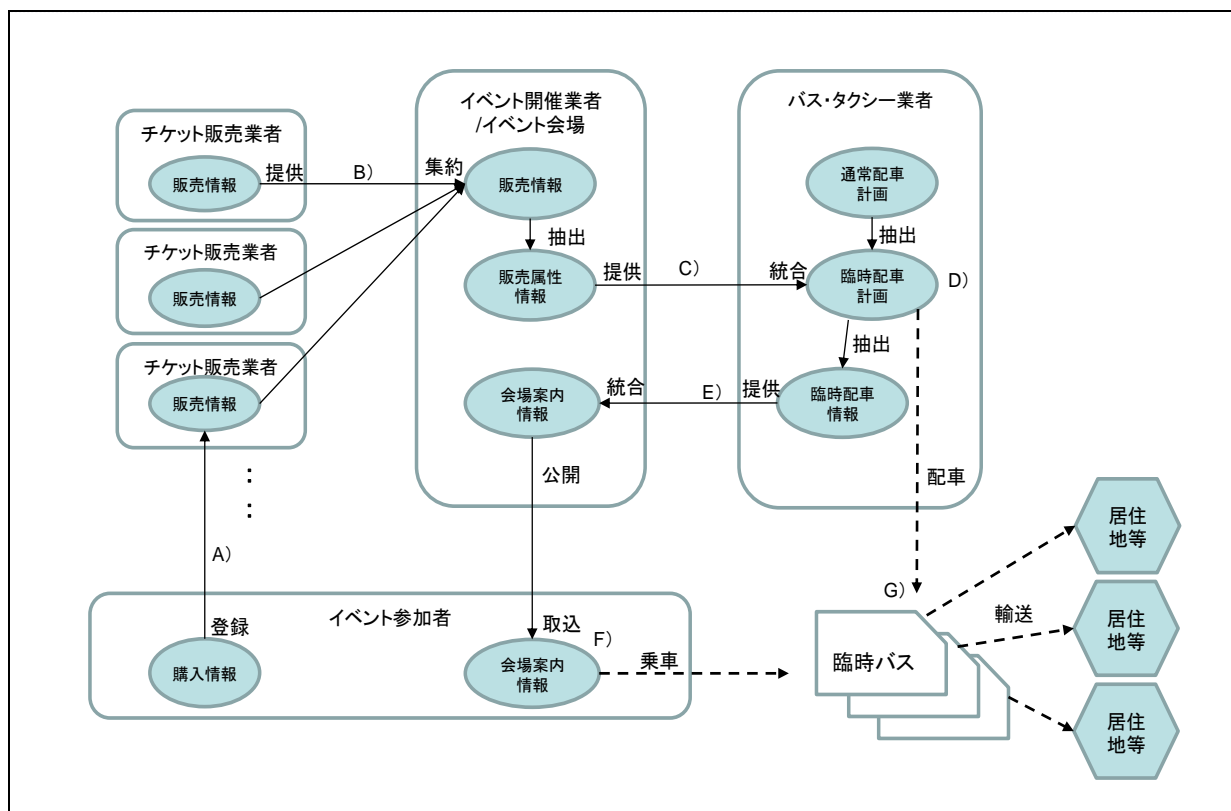 チケット販売業者
販売情報
提供
B)
集約
チケット販売業者
販売情報
チケット販売業者
販売情報
:
:
A)
イベント開催業者
/イベント会場
販売情報
抽出
販売属性
情報
提供
C)
統合
会場案内
情報
統合
E)
提供
公開
バス・タクシー業者
通常配車
計画
抽出
臨時配車
計画
D)
抽出
臨時配車
情報
配車
イベント参加者
登録
購入情報
取込
F)
会場案内
情報
乗車
G)
臨時バス
輸送
居住
地等
居住
地等
居住
地等